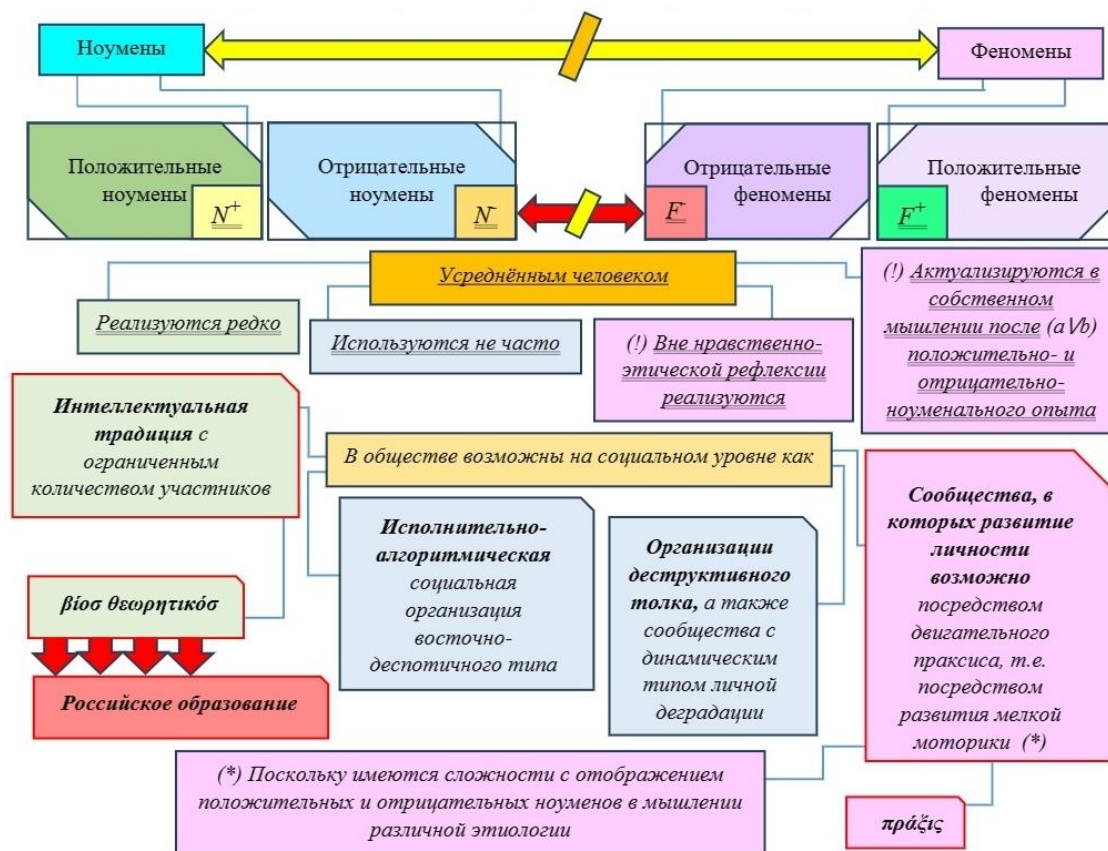 Ноумены
Феномены
Положительные
ноумены
N⁺
Отрицательные
ноумены
N⁻
Отрицательные
феномены
F⁻
Положительные
феномены
F⁺
Усреднённым человеком
Реализуются редко
Используются не часто
(!) Вне нравственно-
этической рефлексии
реализуются
(!) Актуализируются в
собственном
мышлении после (a\/b)
положительно- и
отрицательно-
ноуменального опыта
Интеллектуальная
традиция с
ограниченным
количеством участников
В обществе возможны на социальном уровне как
Исполнительно-
алгоритмическая
социальная
организация
восточно-
деспотичного типа
Организации
деструктивного
толка, а также
сообщества с
динамическим
типом личной
деградации
Сообщества, в
которых развитие
личности
возможно
посредством
двигательного
праксиса, т.е.
посредством
развития мелкой
моторики (*)
βίοσ θεωρητικόσ
Российское образование
(*) Поскольку имеются сложности с отображением
положительных и отрицательных ноуменов в мышлении
различной этиологии
πράξις